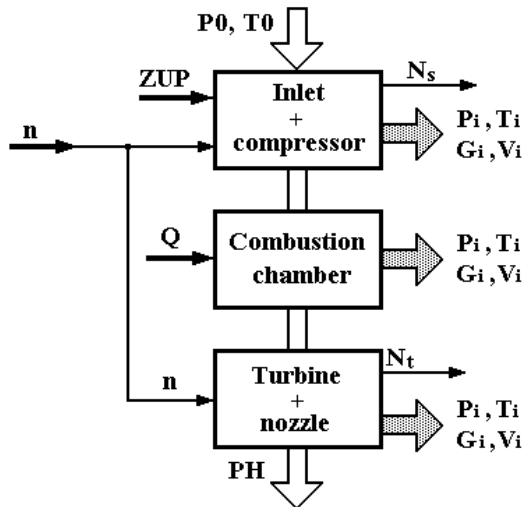 P0, T0
ZUP
Inlet
+
compressor
Ns
Pi , Ti
Gi ,Vi
n
Q
Combustion
chamber
Pi , Ti
Gi ,Vi
n
Turbine
+
nozzle
Nt
Pi , Ti
Gi ,Vi
PH